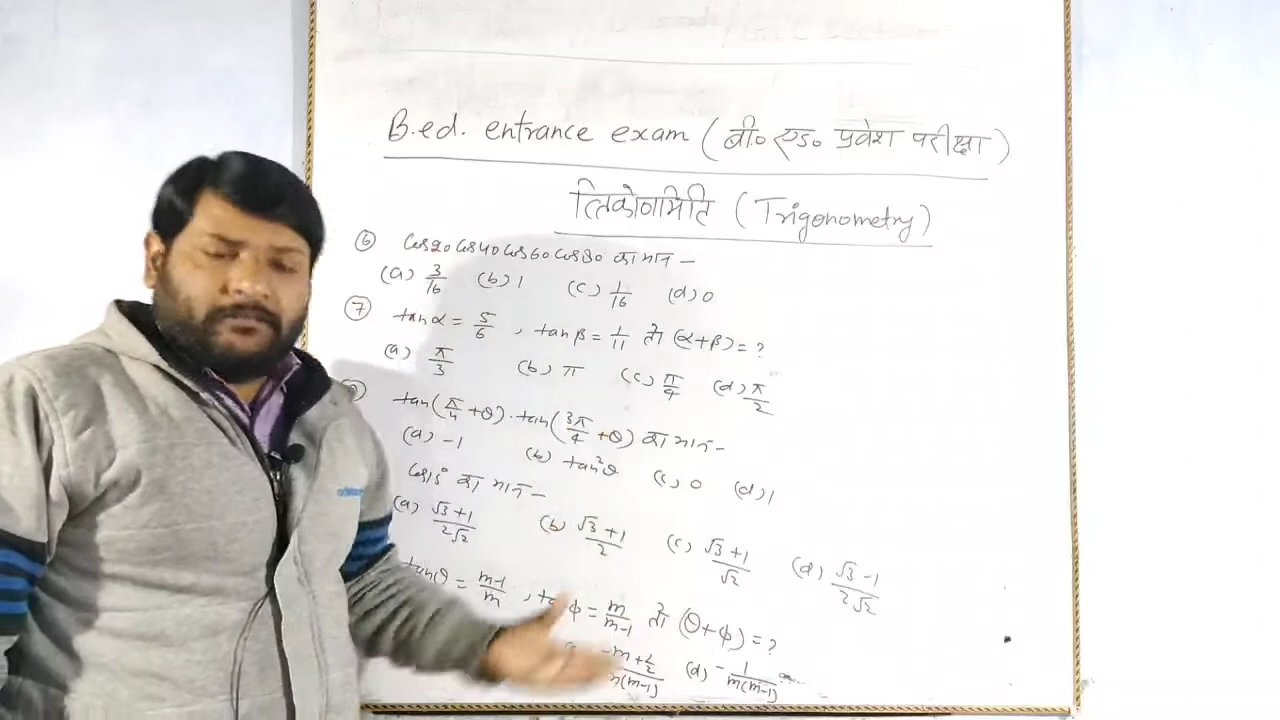 B.ed. entrance exam (बी० एड० प्रवेश परीक्षा)
त्रिकोणमिति (Trigonometry)
⑥ cos20 cos40 cos60 cos80 का मान -
(a) 3/16 (b) 1 (c) 1/16 (d) 0
⑦ tanα = 5/6 , tanβ = 1/11 तो (α+β) = ?
(a) π/3 (b) π (c) π/4 (d) π/2
tan(π/4 + θ) . tan(3π/4 + θ) का मान -
(a) -1 (b) tan²θ (c) 0 (d) 1
cos15° का मान -
(a) √3+1/2√2 (b) √3+1/2 (c) √3+1/√2 (d) √3-1/2√2
tanθ = m-1/m , φ = m/m-1 तो (θ+φ) = ?
(d) -1/m(m-1)
adidas